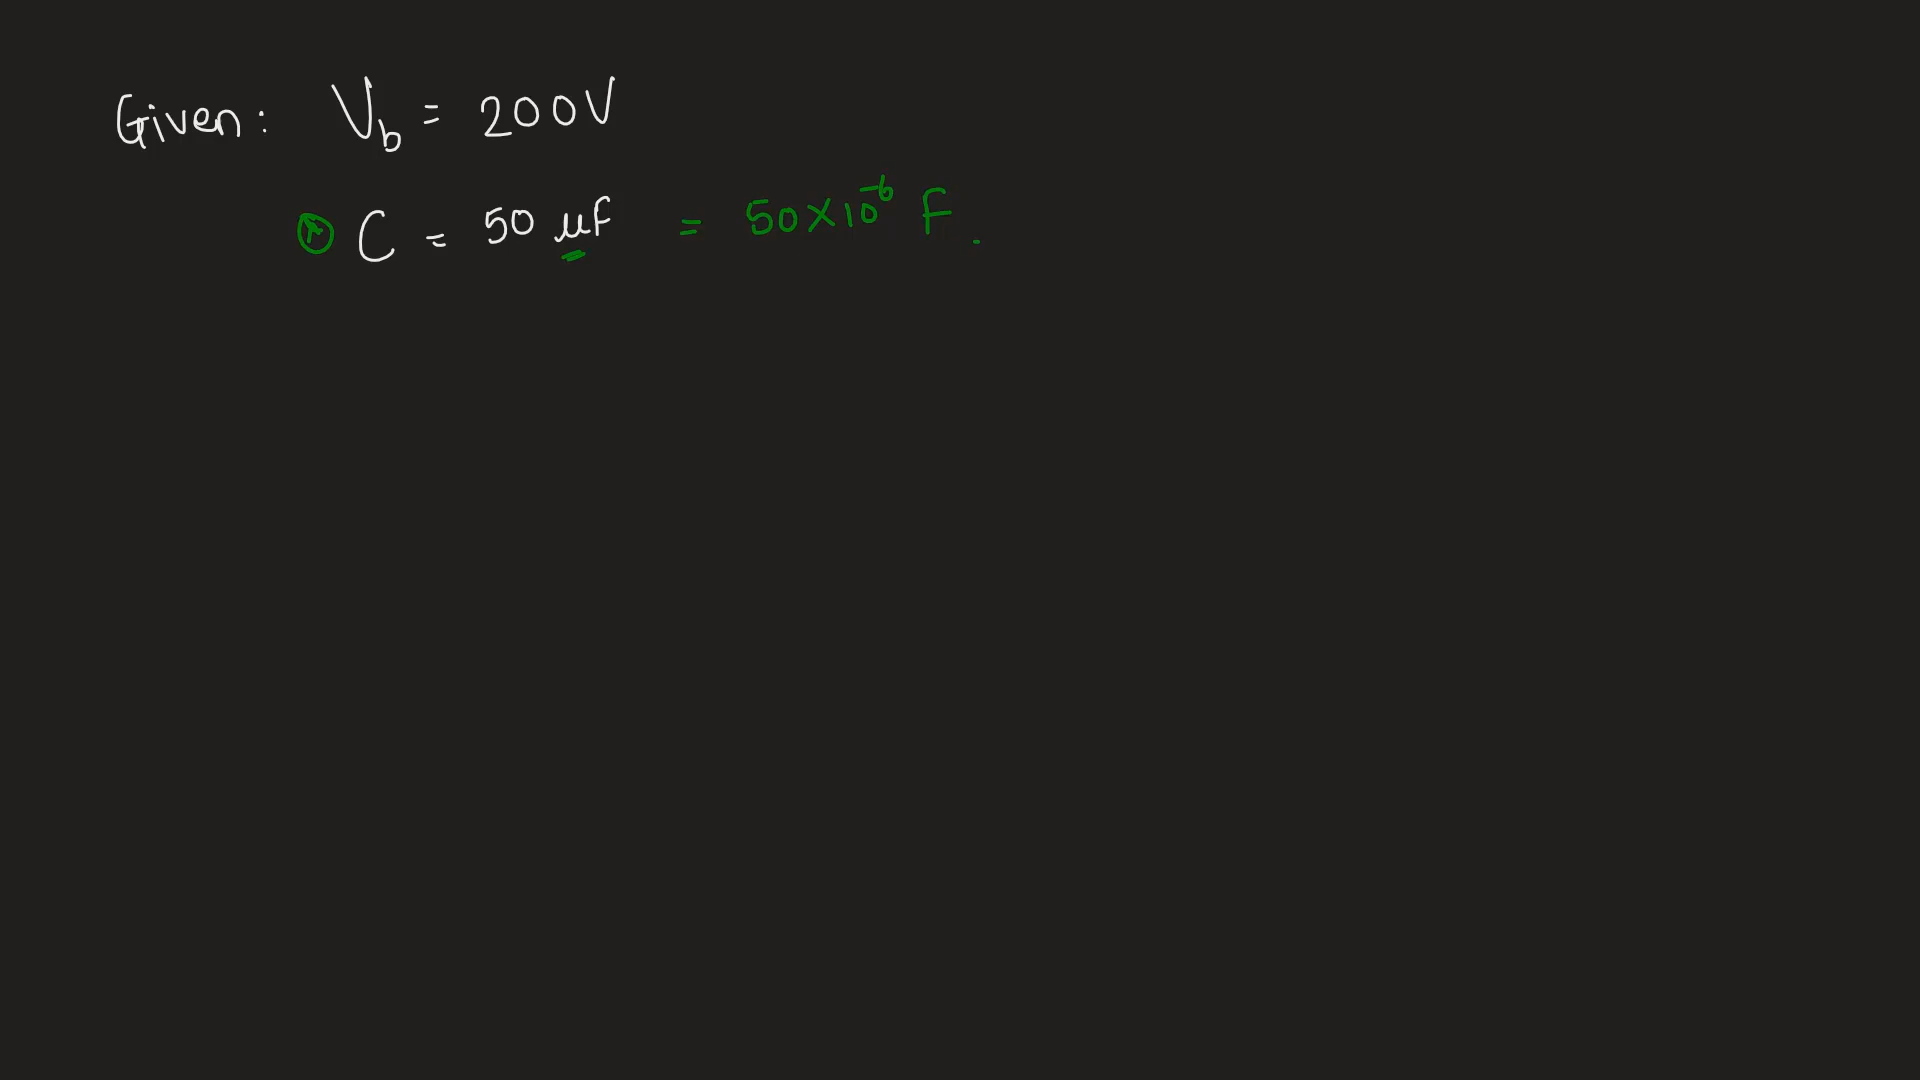 Given: V_b = 200V
C = 50 μF = 50×10⁻⁶ F.